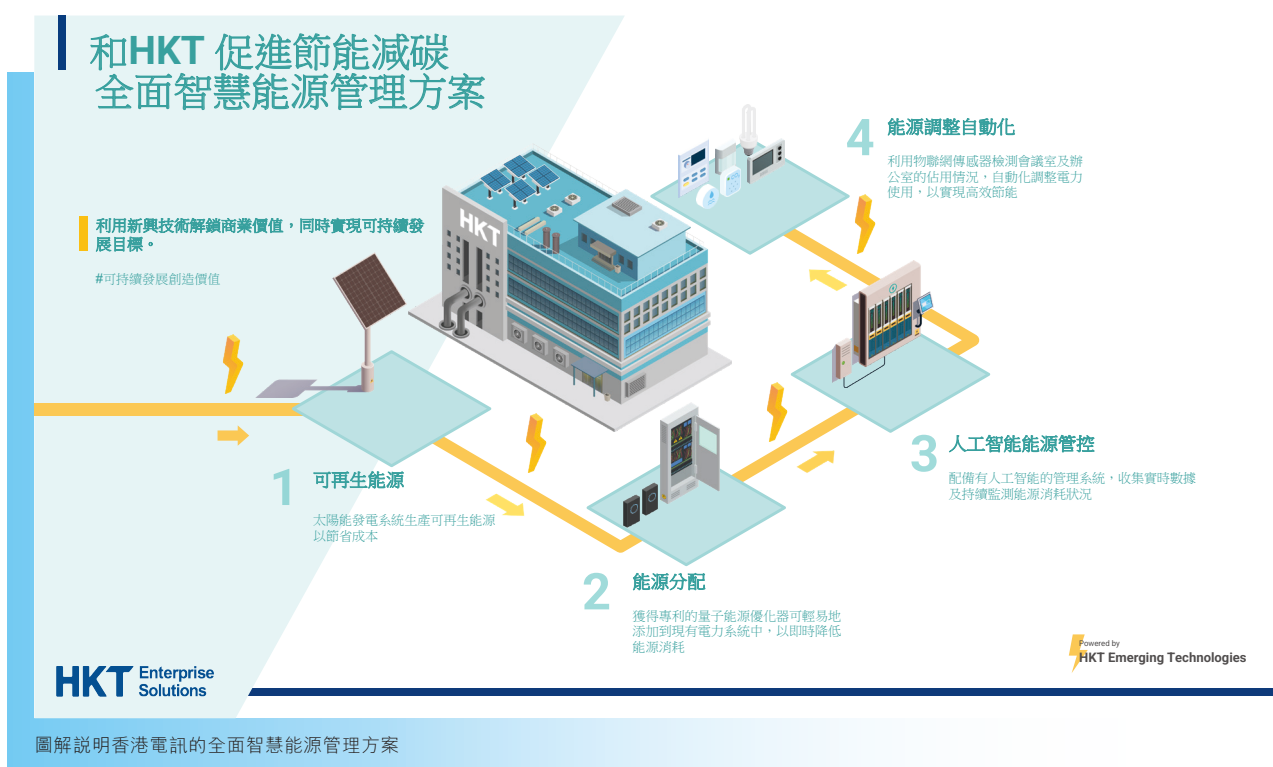 和HKT 促進節能減碳
全面智慧能源管理方案
利用新興技術解鎖商業價值，同時實現可持續發
展目標。
#可持續發展創造價值
HKT
1
可再生能源
太陽能發電系統生產可再生能源
以節省成本
2
能源分配
獲得專利的量子能源優化器可輕易地
添加到現有電力系統中，以即時降低
能源消耗
3
人工智能能源管控
配備有人工智能的管理系統，收集實時數據
及持續監測能源消耗狀況
4
能源調整自動化
利用物聯網傳感器檢測會議室及辦
公室的佔用情況，自動化調整電力
使用，以實現高效節能
HKT Enterprise
Solutions
Powered by
HKT Emerging Technologies
圖解説明香港電訊的全面智慧能源管理方案